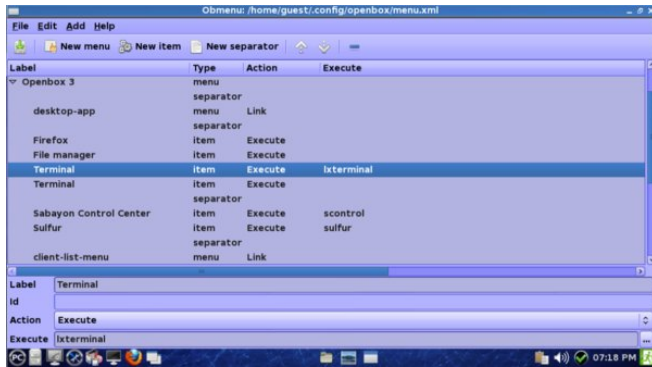 Obmenu: /home/guest/.config/openbox/menu.xml
File Edit Add Help
New menu New item New separator
Label Type Action Execute
Openbox 3 menu
separator
desktop-app menu Link
separator
Firefox item Execute
File manager item Execute
Terminal item Execute lxterminal
Terminal item Execute
separator
Sabayon Control Center item Execute scontrol
Sulfur item Execute sulfur
separator
client-list-menu menu Link
Label Terminal
Id
Action Execute
Execute lxterminal ...
PC 07:18 PM